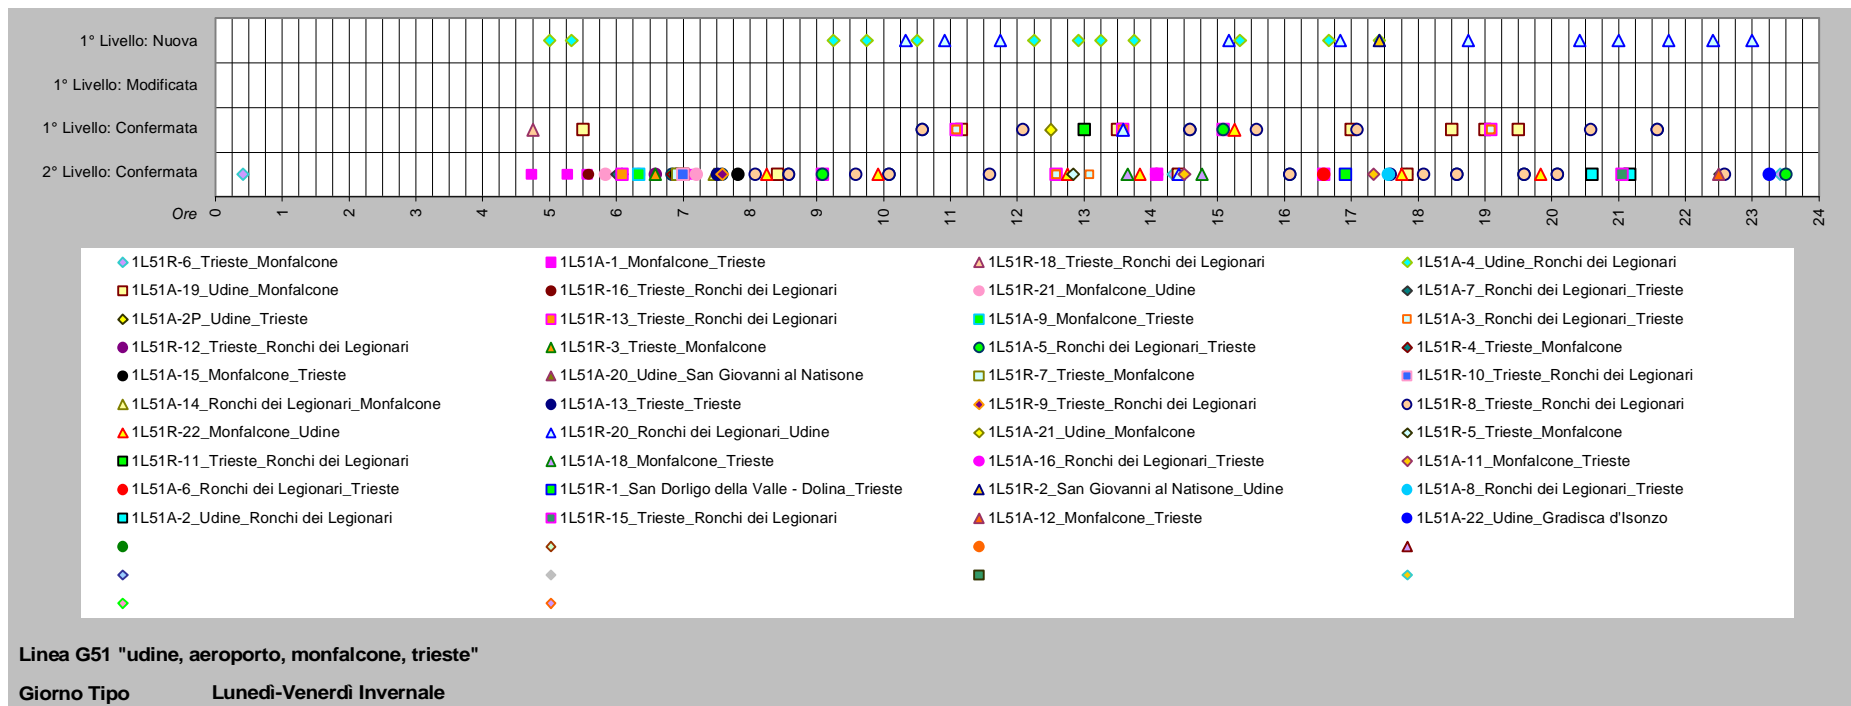 1° Livello: Nuova
1° Livello: Modificata
1° Livello: Confermata
2° Livello: Confermata
Ore 0 1 2 3 4 5 6 7 8 9 10 11 12 13 14 15 16 17 18 19 20 21 22 23 24
1L51R-6_Trieste_Monfalcone 1L51A-1_Monfalcone_Trieste 1L51R-18_Trieste_Ronchi dei Legionari 1L51A-4_Udine_Ronchi dei Legionari
1L51A-19_Udine_Monfalcone 1L51R-16_Trieste_Ronchi dei Legionari 1L51R-21_Monfalcone_Udine 1L51A-7_Ronchi dei Legionari_Trieste
1L51A-2P_Udine_Trieste 1L51R-13_Trieste_Ronchi dei Legionari 1L51A-9_Monfalcone_Trieste 1L51A-3_Ronchi dei Legionari_Trieste
1L51R-12_Trieste_Ronchi dei Legionari 1L51R-3_Trieste_Monfalcone 1L51A-5_Ronchi dei Legionari_Trieste 1L51R-4_Trieste_Monfalcone
1L51A-15_Monfalcone_Trieste 1L51A-20_Udine_San Giovanni al Natisone 1L51R-7_Trieste_Monfalcone 1L51R-10_Trieste_Ronchi dei Legionari
1L51A-14_Ronchi dei Legionari_Monfalcone 1L51A-13_Trieste_Trieste 1L51R-9_Trieste_Ronchi dei Legionari 1L51R-8_Trieste_Ronchi dei Legionari
1L51R-22_Monfalcone_Udine 1L51R-20_Ronchi dei Legionari_Udine 1L51A-21_Udine_Monfalcone 1L51R-5_Trieste_Monfalcone
1L51R-11_Trieste_Ronchi dei Legionari 1L51A-18_Monfalcone_Trieste 1L51A-16_Ronchi dei Legionari_Trieste 1L51A-11_Monfalcone_Trieste
1L51A-6_Ronchi dei Legionari_Trieste 1L51R-1_San Dorligo della Valle - Dolina_Trieste 1L51R-2_San Giovanni al Natisone_Udine 1L51A-8_Ronchi dei Legionari_Trieste
1L51A-2_Udine_Ronchi dei Legionari 1L51R-15_Trieste_Ronchi dei Legionari 1L51A-12_Monfalcone_Trieste 1L51A-22_Udine_Gradisca d'Isonzo
Linea G51 "udine, aeroporto, monfalcone, trieste"
Giorno Tipo Lunedì-Venerdì Invernale